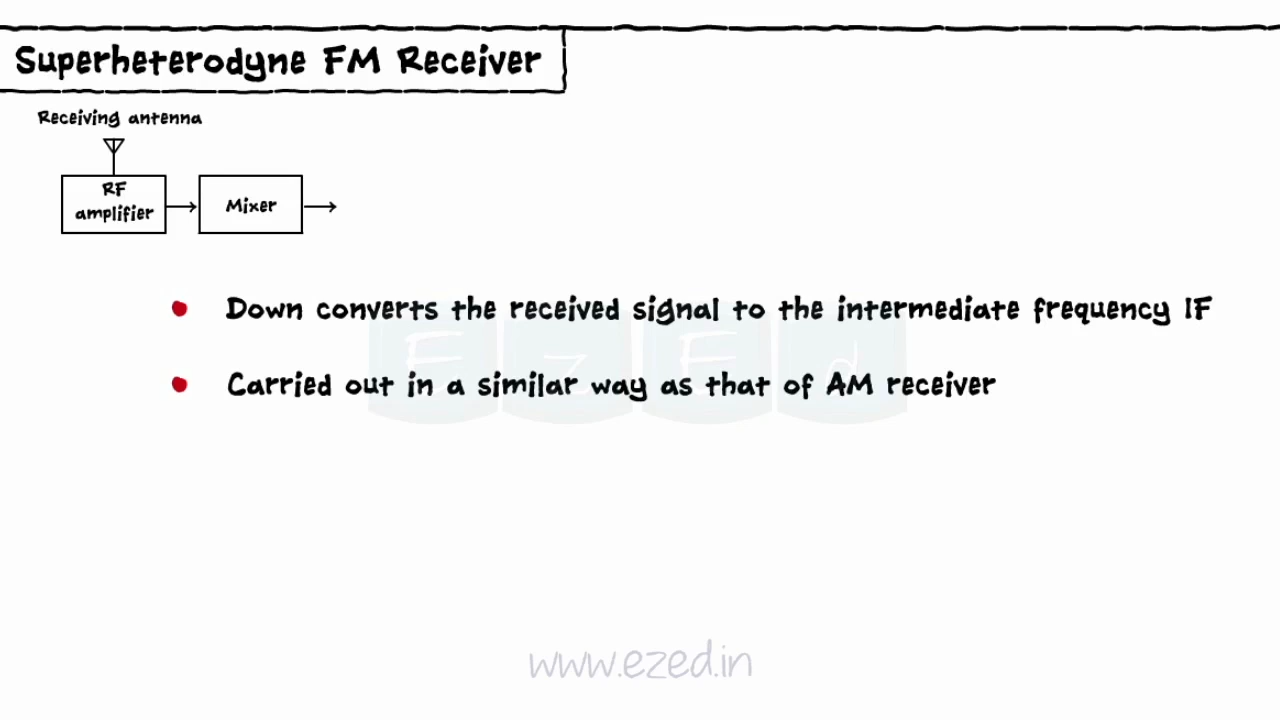 Superheterodyne FM Receiver
Receiving antenna
RF
amplifier
Mixer
Down converts the received signal to the intermediate frequency IF
Carried out in a similar way as that of AM receiver
EzEd
www.ezed.in